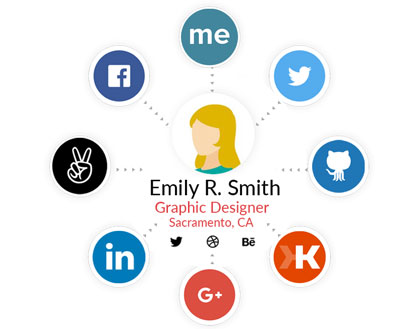 me
Emily R. Smith
Graphic Designer
Sacramento, CA
Bē
in
K
G+